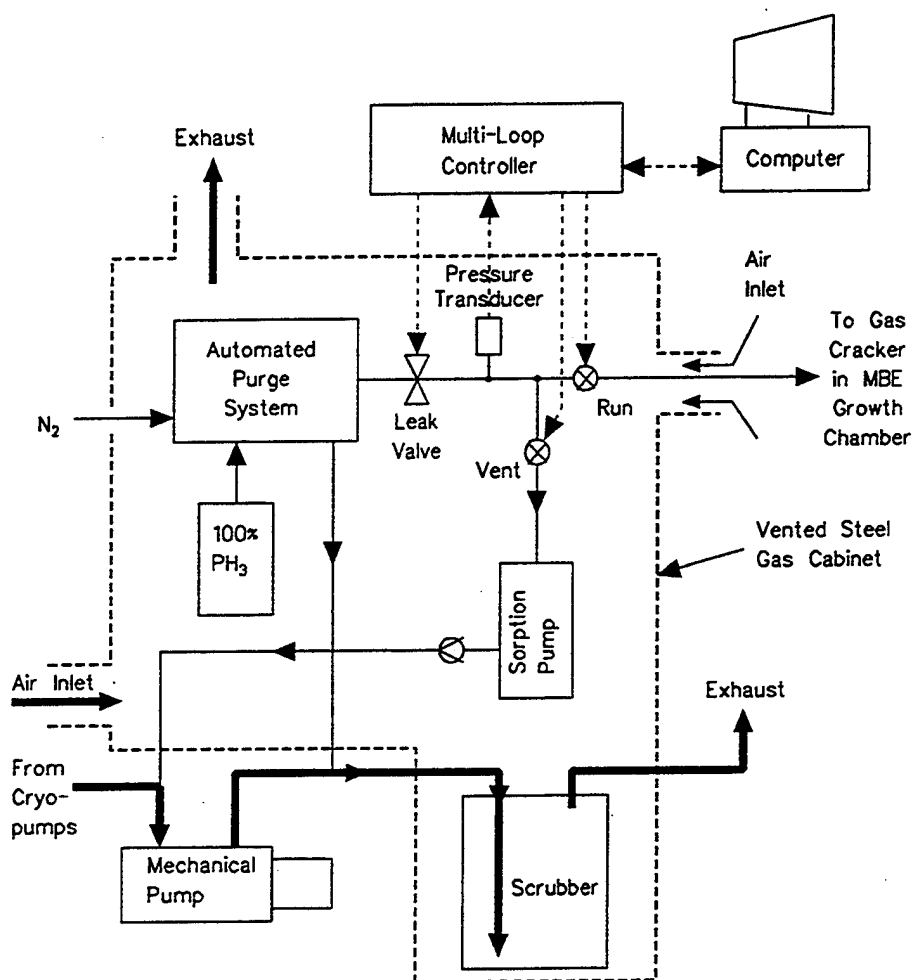 Exhaust
Multi-Loop
Controller
Computer
Pressure
Transducer
Air
Inlet
Automated
Purge
System
To Gas
Cracker
in MBE
Growth
Chamber
N₂
Leak
Valve
Run
Vent
100%
PH₃
Vented Steel
Gas Cabinet
Sorption
Pump
Air Inlet
Exhaust
From
Cryo-
pumps
Mechanical
Pump
Scrubber